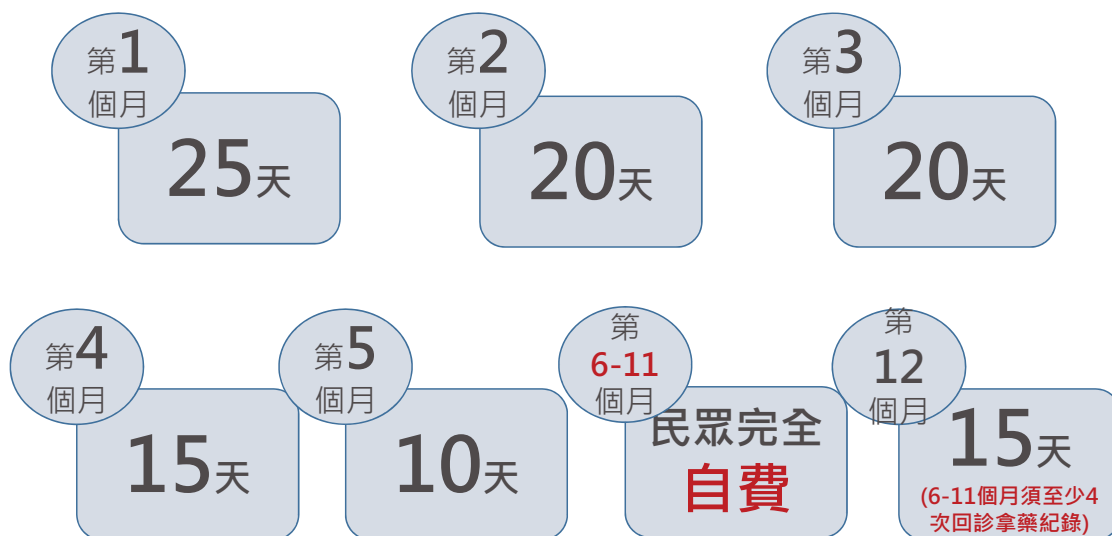 第1
個月
25天
第2
個月
20天
第3
個月
20天
第4
個月
15天
第5
個月
10天
第
6-11
個月
民眾完全
自費
第
12
個月
15天
(6-11個月須至少4
次回診拿藥紀錄)